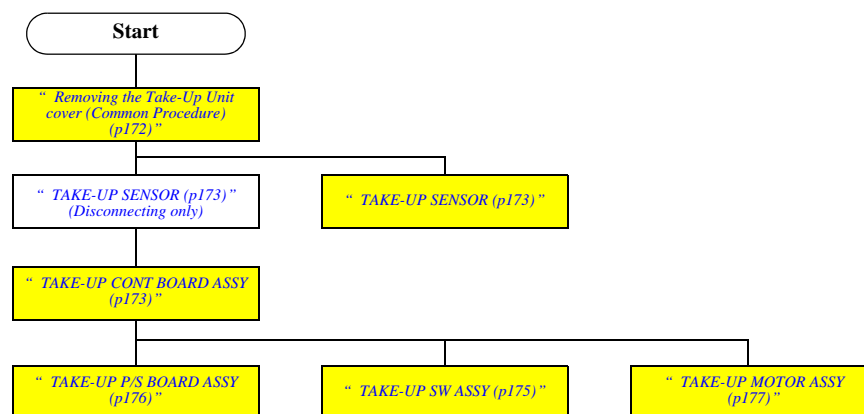 Start
“ Removing the Take-Up Unit
cover (Common Procedure)
(p172)”
“ TAKE-UP SENSOR (p173)”
(Disconnecting only)
“ TAKE-UP SENSOR (p173)”
“ TAKE-UP CONT BOARD ASSY
(p173)”
“ TAKE-UP P/S BOARD ASSY
(p176)”
“ TAKE-UP SW ASSY (p175)”
“ TAKE-UP MOTOR ASSY
(p177)”